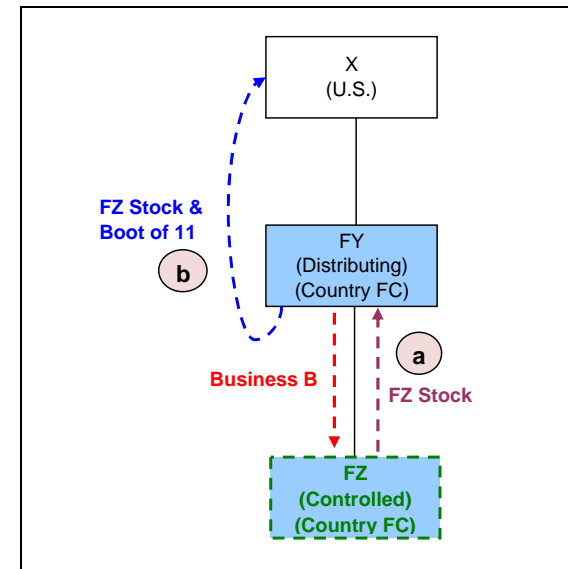 X
(U.S.)
FZ Stock &
Boot of 11
b
FY
(Distributing)
(Country FC)
a
Business B
FZ Stock
FZ
(Controlled)
(Country FC)